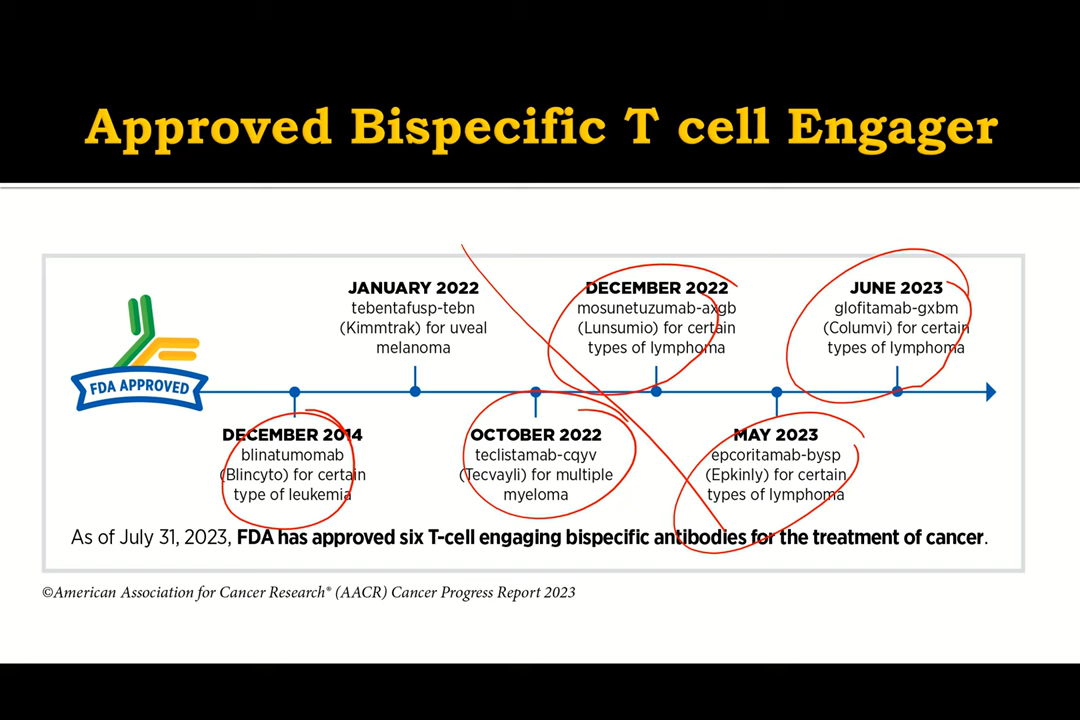 Approved Bispecific T cell Engager
JANUARY 2022
tebentafusp-tebn
(Kimmtrak) for uveal
melanoma
DECEMBER 2022
mosunetuzumab-axgb
(Lunsumio) for certain
types of lymphoma
JUNE 2023
glofitamab-gxbm
(Columvi) for certain
types of lymphoma
FDA APPROVED
DECEMBER 2014
blinatumomab
(Blincyto) for certain
type of leukemia
OCTOBER 2022
teclistamab-cqyv
(Tecvayli) for multiple
myeloma
MAY 2023
epcoritamab-bysp
(Epkinly) for certain
types of lymphoma
As of July 31, 2023, FDA has approved six T-cell engaging bispecific antibodies for the treatment of cancer.
©American Association for Cancer Research® (AACR) Cancer Progress Report 2023